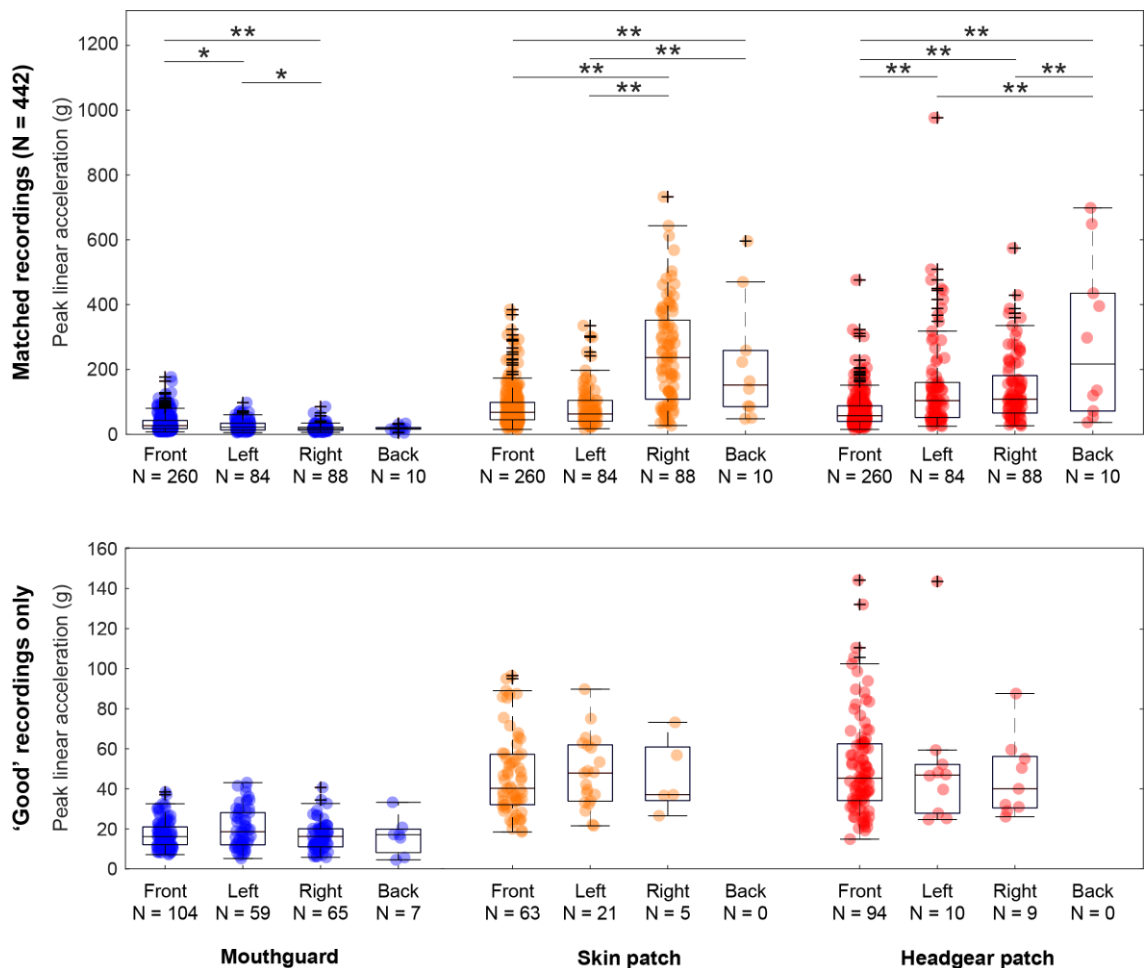 Matched recordings (N = 442)
Peak linear acceleration (g)
1200
1000
800
600
400
200
0
** ** **
* ** **
* ** ** **
** **
Front Left Right Back Front Left Right Back Front Left Right Back
N = 260 N = 84 N = 88 N = 10 N = 260 N = 84 N = 88 N = 10 N = 260 N = 84 N = 88 N = 10
‘Good’ recordings only
Peak linear acceleration (g)
160
140
120
100
80
60
40
20
0
Front Left Right Back Front Left Right Back Front Left Right Back
N = 104 N = 59 N = 65 N = 7 N = 63 N = 21 N = 5 N = 0 N = 94 N = 10 N = 9 N = 0
Mouthguard Skin patch Headgear patch